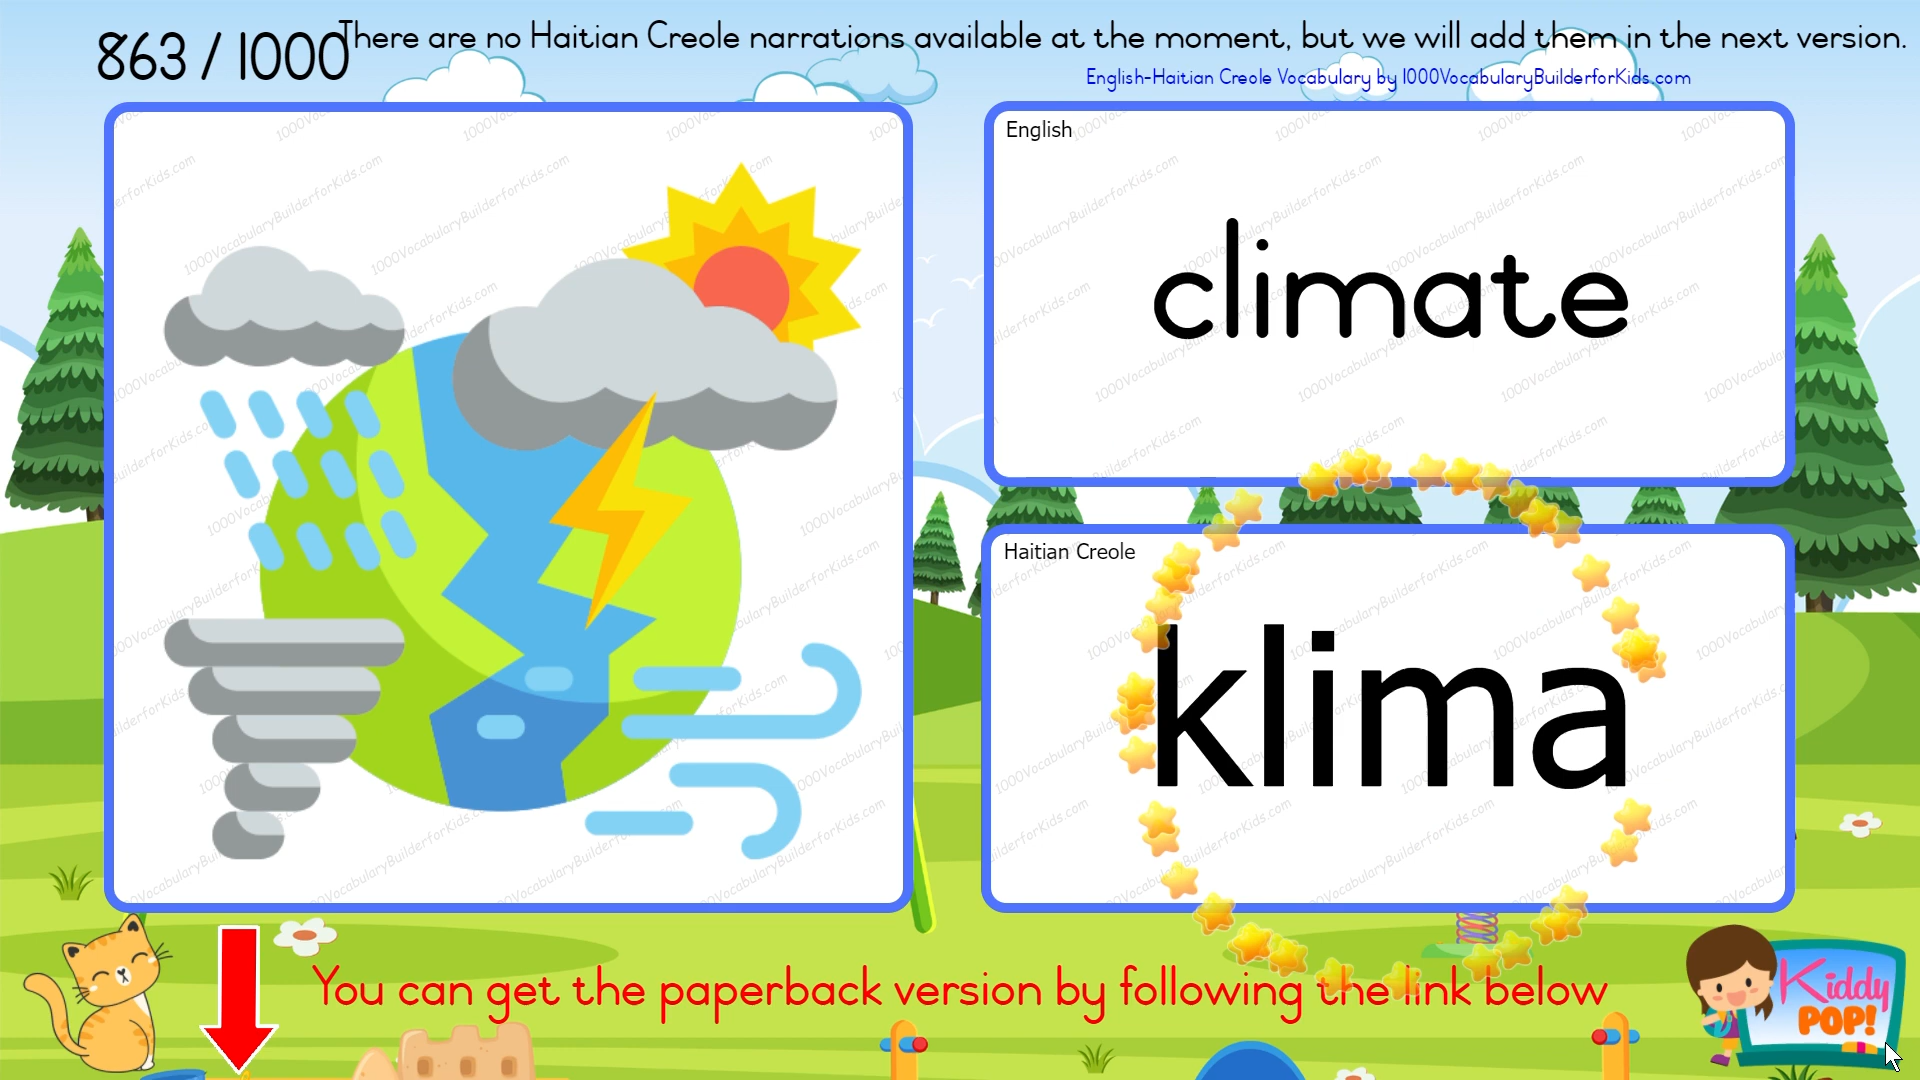 863 / 1000
There are no Haitian Creole narrations available at the moment, but we will add them in the next version.
English-Haitian Creole Vocabulary by 1000VocabularyBuilderforKids.com
English
climate
Haitian Creole
klima
You can get the paperback version by following the link below
Kiddy
POP!
1000VocabularyBuilderforKids.com